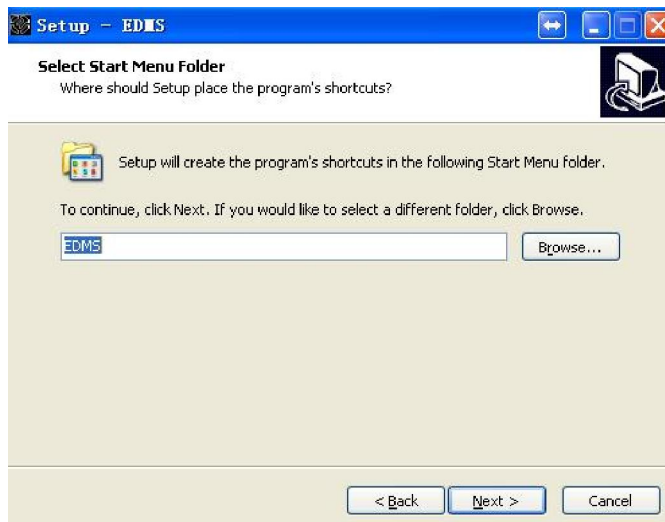 Setup - EDMS
Select Start Menu Folder
Where should Setup place the program's shortcuts?
Setup will create the program's shortcuts in the following Start Menu folder.
To continue, click Next. If you would like to select a different folder, click Browse.
EDMS
Browse...
< Back
Next >
Cancel